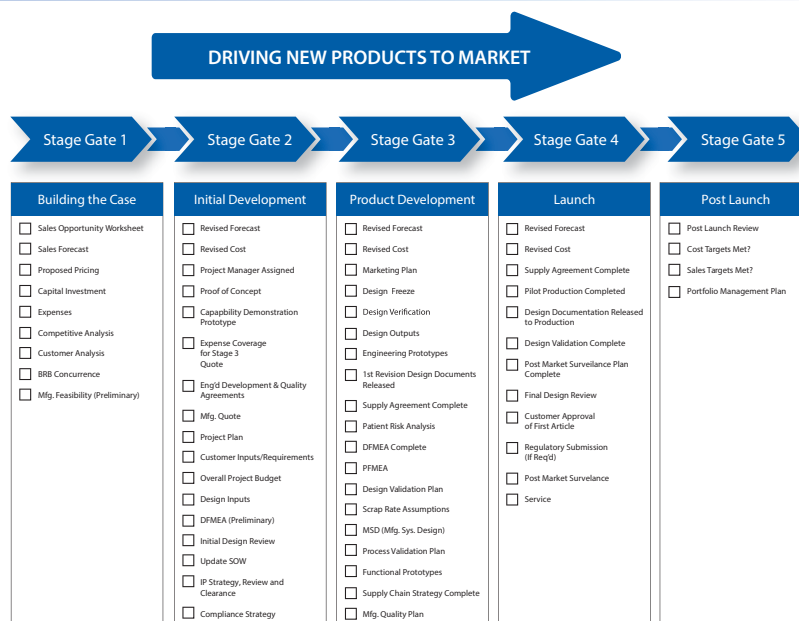 DRIVING NEW PRODUCTS TO MARKET
Stage Gate 1
Stage Gate 2
Stage Gate 3
Stage Gate 4
Stage Gate 5
Building the Case
Sales Opportunity Worksheet
Sales Forecast
Proposed Pricing
Capital Investment
Expenses
Competitive Analysis
Customer Analysis
BRB Concurrence
Mfg. Feasibility (Preliminary)
Initial Development
Revised Forecast
Revised Cost
Project Manager Assigned
Proof of Concept
Capapbility Demonstration
Prototype
Expense Coverage
for Stage 3
Quote
Eng'd Development & Quality
Agreements
Mfg. Quote
Project Plan
Customer Inputs/Requirements
Overall Project Budget
Design Inputs
DFMEA (Preliminary)
Initial Design Review
Update SOW
IP Strategy, Review and
Clearance
Compliance Strategy
Product Development
Revised Forecast
Revised Cost
Marketing Plan
Design Freeze
Design Verification
Design Outputs
Engineering Prototypes
1st Revision Design Documents
Released
Supply Agreement Complete
Patient Risk Analysis
DFMEA Complete
PFMEA
Design Validation Plan
Scrap Rate Assumptions
MSD (Mfg. Sys. Design)
Process Validation Plan
Functional Prototypes
Supply Chain Strategy Complete
Mfg. Quality Plan
Launch
Revised Forecast
Revised Cost
Supply Agreement Complete
Pilot Production Completed
Design Documentation Released
to Production
Design Validation Complete
Post Market Surveilance Plan
Complete
Final Design Review
Customer Approval
of First Article
Regulatory Submission
(If Req'd)
Post Market Survelance
Service
Post Launch
Post Launch Review
Cost Targets Met?
Sales Targets Met?
Portfolio Management Plan